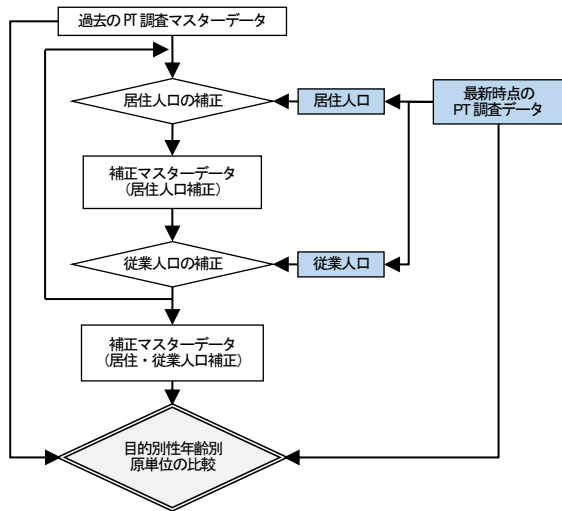 過去の PT 調査マスターデータ
居住人口の補正
居住人口
最新時点の
PT 調査データ
補正マスターデータ
(居住人口補正)
従業人口の補正
従業人口
補正マスターデータ
(居住・従業人口補正)
目的別性年齢別
原単位の比較